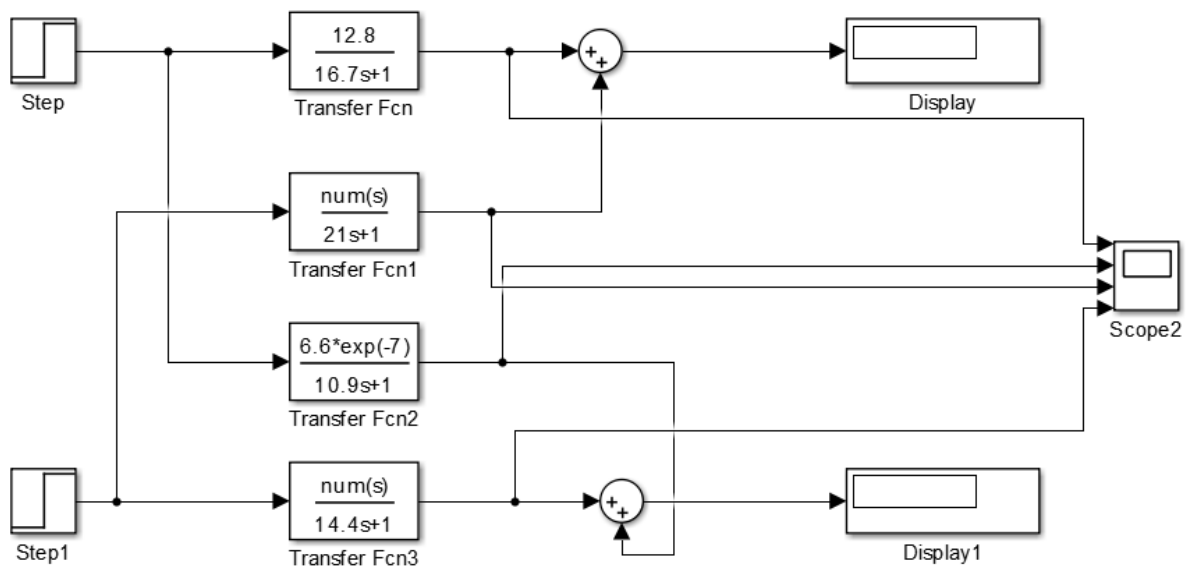 Step
12.8
16.7s+1
Transfer Fcn
+
+
Display
num(s)
21s+1
Transfer Fcn1
Scope2
6.6*exp(-7)
10.9s+1
Transfer Fcn2
Step1
num(s)
14.4s+1
Transfer Fcn3
+
+
Display1